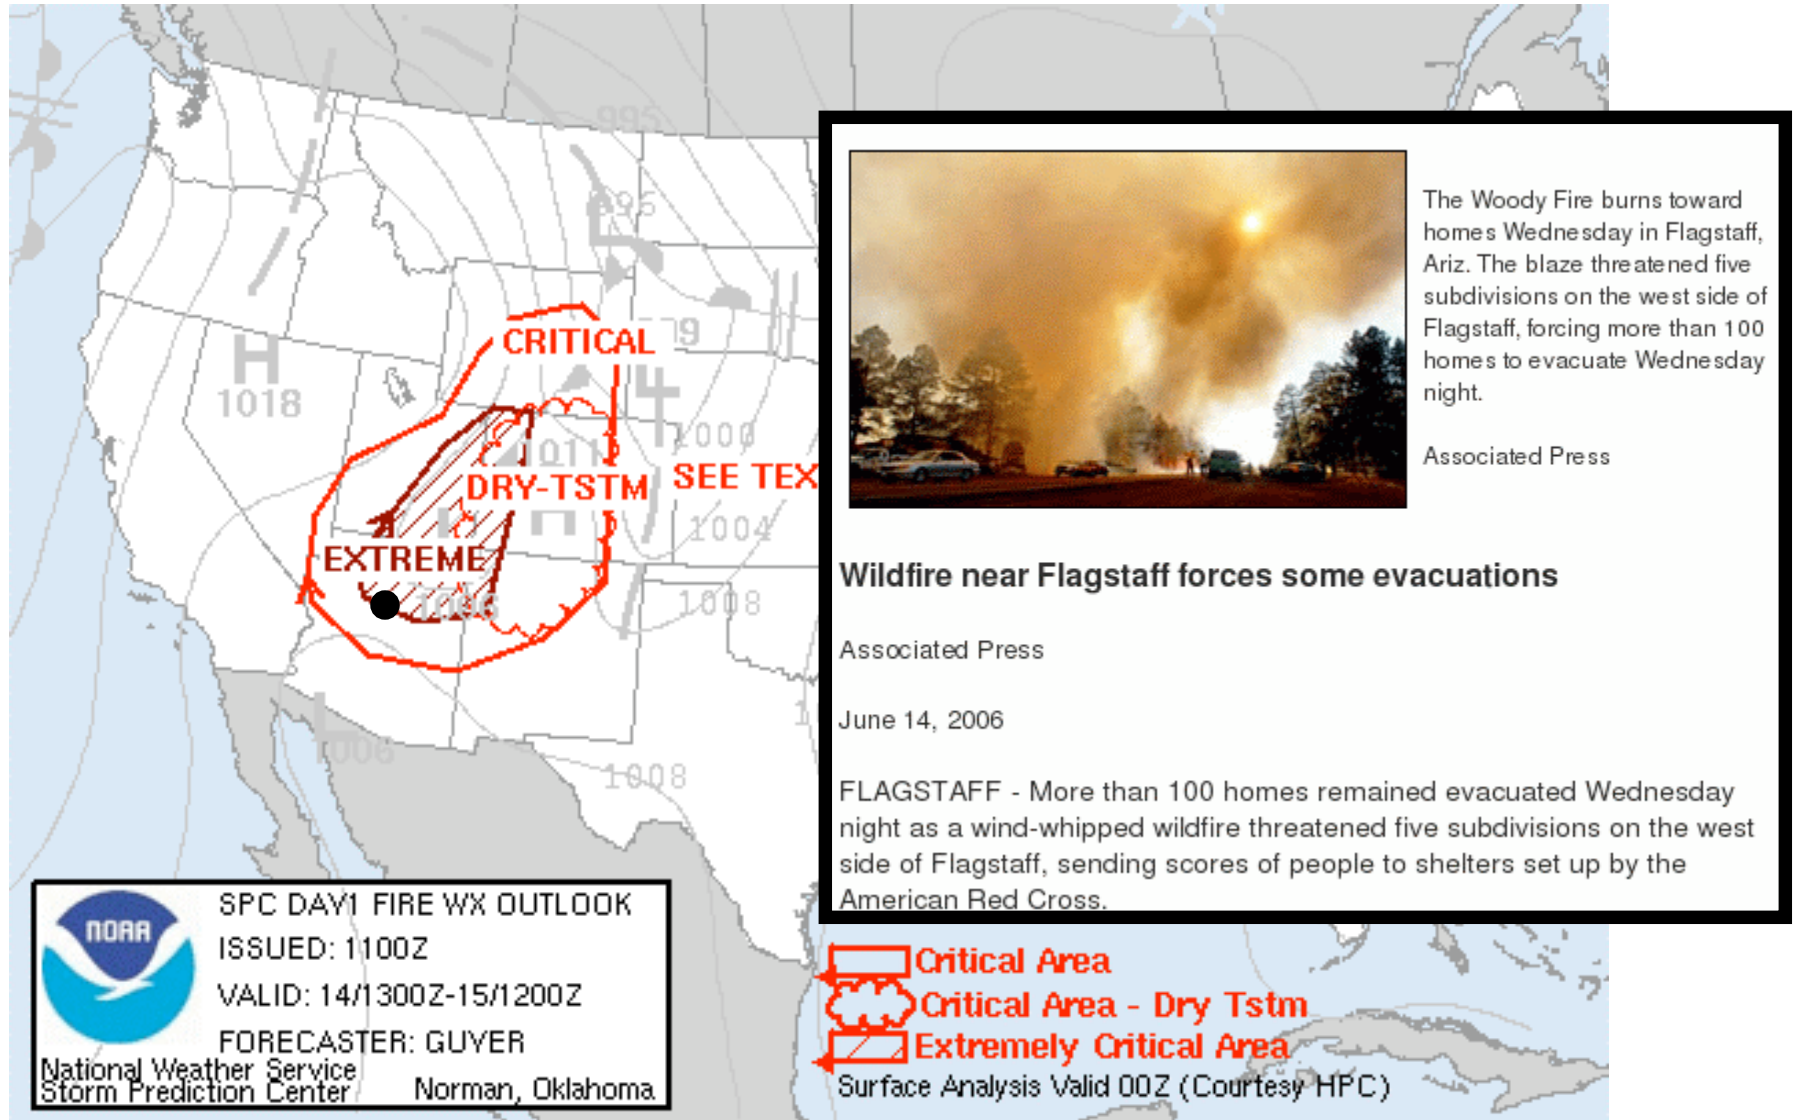 995
996
CRITICAL
9
H
1018
1000
1011
DRY-TSTM
SEE TEX
H
1004
EXTREME
1006
1008
L
1006
1008
The Woody Fire burns toward
homes Wednesday in Flagstaff,
Ariz. The blaze threatened five
subdivisions on the west side of
Flagstaff, forcing more than 100
homes to evacuate Wednesday
night.
Associated Press
Wildfire near Flagstaff forces some evacuations
Associated Press
June 14, 2006
FLAGSTAFF - More than 100 homes remained evacuated Wednesday
night as a wind-whipped wildfire threatened five subdivisions on the west
side of Flagstaff, sending scores of people to shelters set up by the
American Red Cross.
NOAA
SPC DAY1 FIRE WX OUTLOOK
ISSUED: 1100Z
VALID: 14/1300Z-15/1200Z
FORECASTER: GUYER
National Weather Service
Storm Prediction Center Norman, Oklahoma
Critical Area
Critical Area - Dry Tstm
Extremely Critical Area
Surface Analysis Valid 00Z (Courtesy HPC)